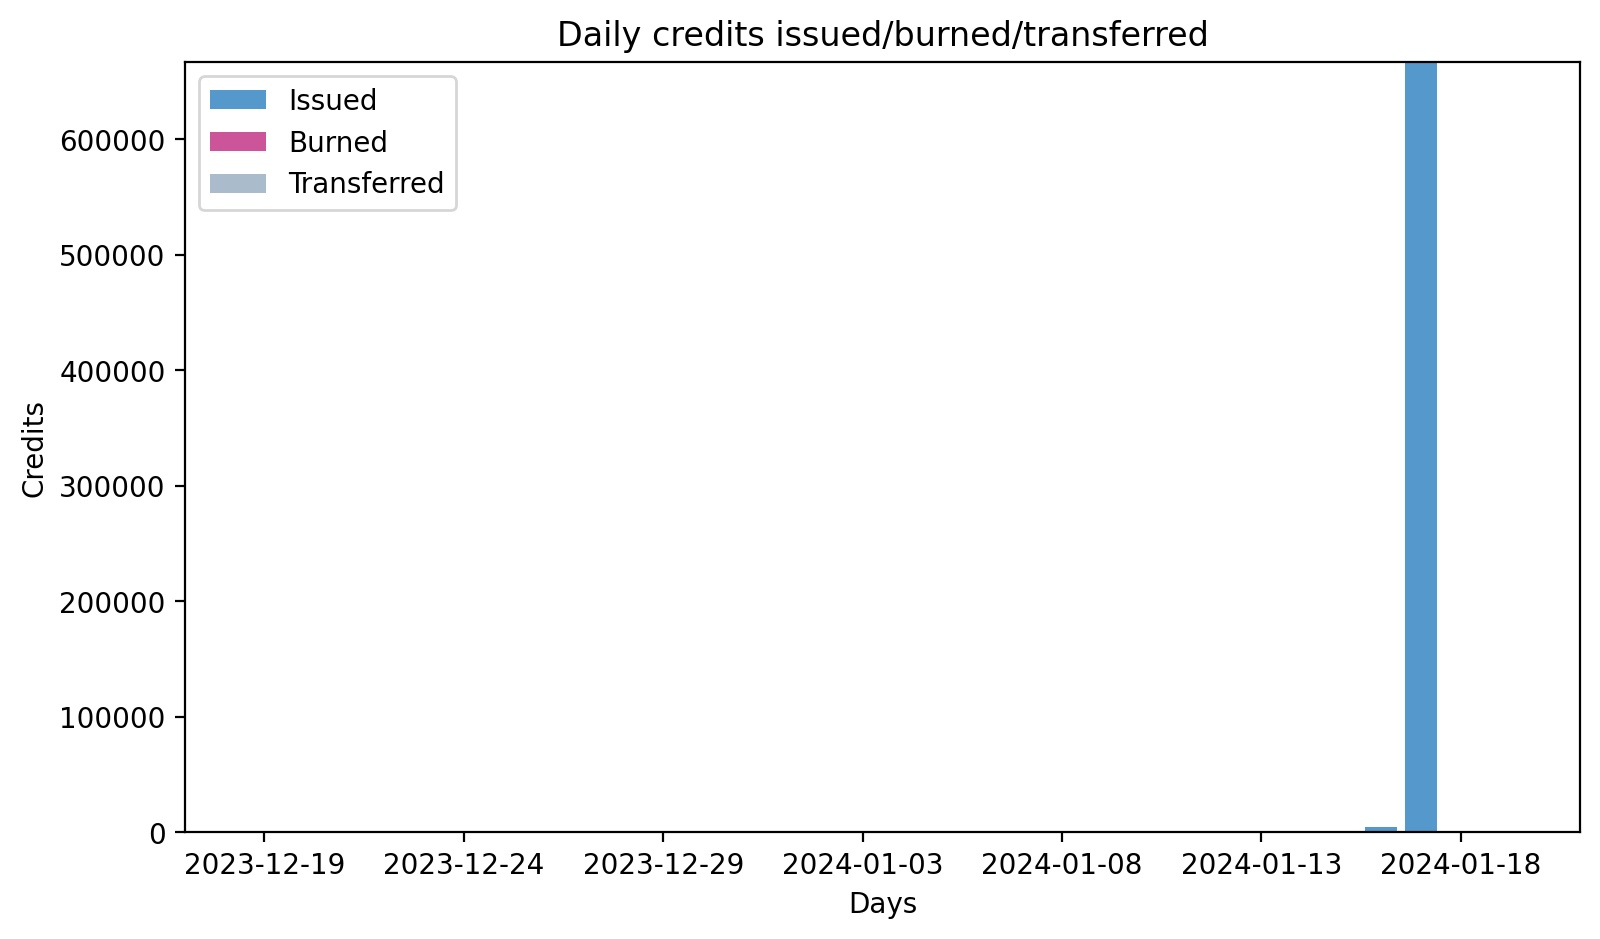 Daily credits issued/burned/transferred
Issued
Burned
Transferred
Credits
600000
500000
400000
300000
200000
100000
0
2023-12-19
2023-12-24
2023-12-29
2024-01-03
2024-01-08
2024-01-13
2024-01-18
Days